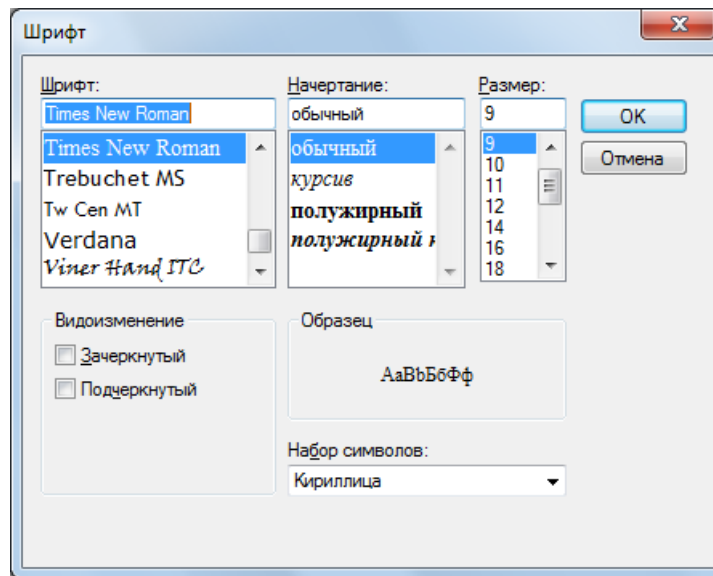 Шрифт
Шрифт:
Times New Roman
Times New Roman
Trebuchet MS
Tw Cen MT
Verdana
Viner Hand ITC
Начертание:
обычный
обычный
курсив
полужирный
полужирный
Размер:
9
9
10
11
12
14
16
18
OK
Отмена
Видоизменение
Зачеркнутый
Подчеркнутый
Образец
АаBbБбФф
Набор символов:
Кириллица